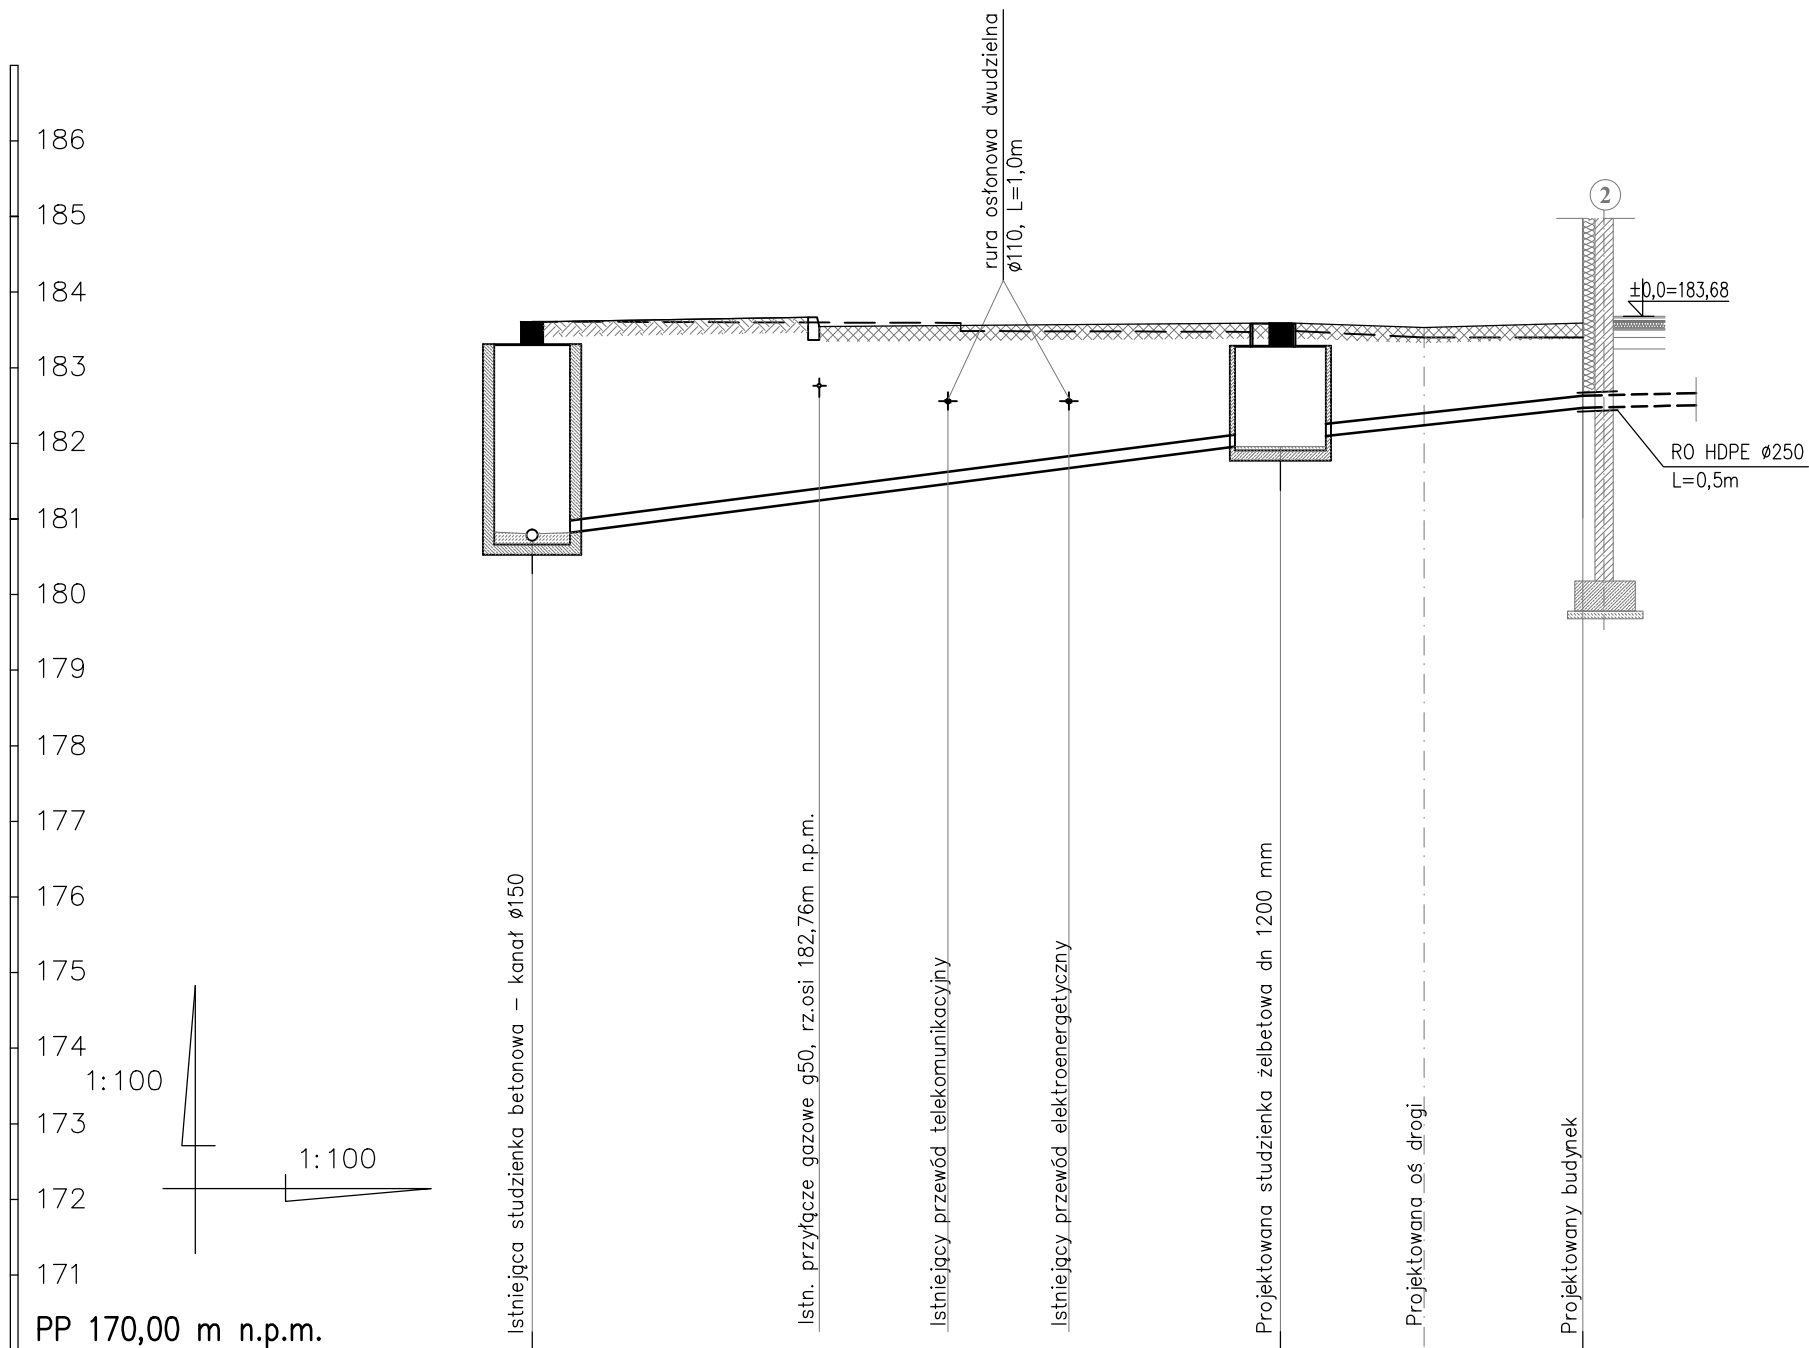 rura osłonowa dwudzielna
ø110, L=1,0m
186
185
184
183
182
181
180
179
178
177
176
175
174
173
172
171
PP 170,00 m n.p.m.
2
±0,0=183,68
RO HDPE ø250
L=0,5m
1:100
1:100
Istniejąca studzienka betonowa – kanał ø150
Istn. przyłącze gazowe g50, rz.osi 182,76m n.p.m.
Istniejący przewód telekomunikacyjny
Istniejący przewód elektroenergetyczny
Projektowana studzienka żelbetowa dn 1200 mm
Projektowana oś drogi
Projektowany budynek